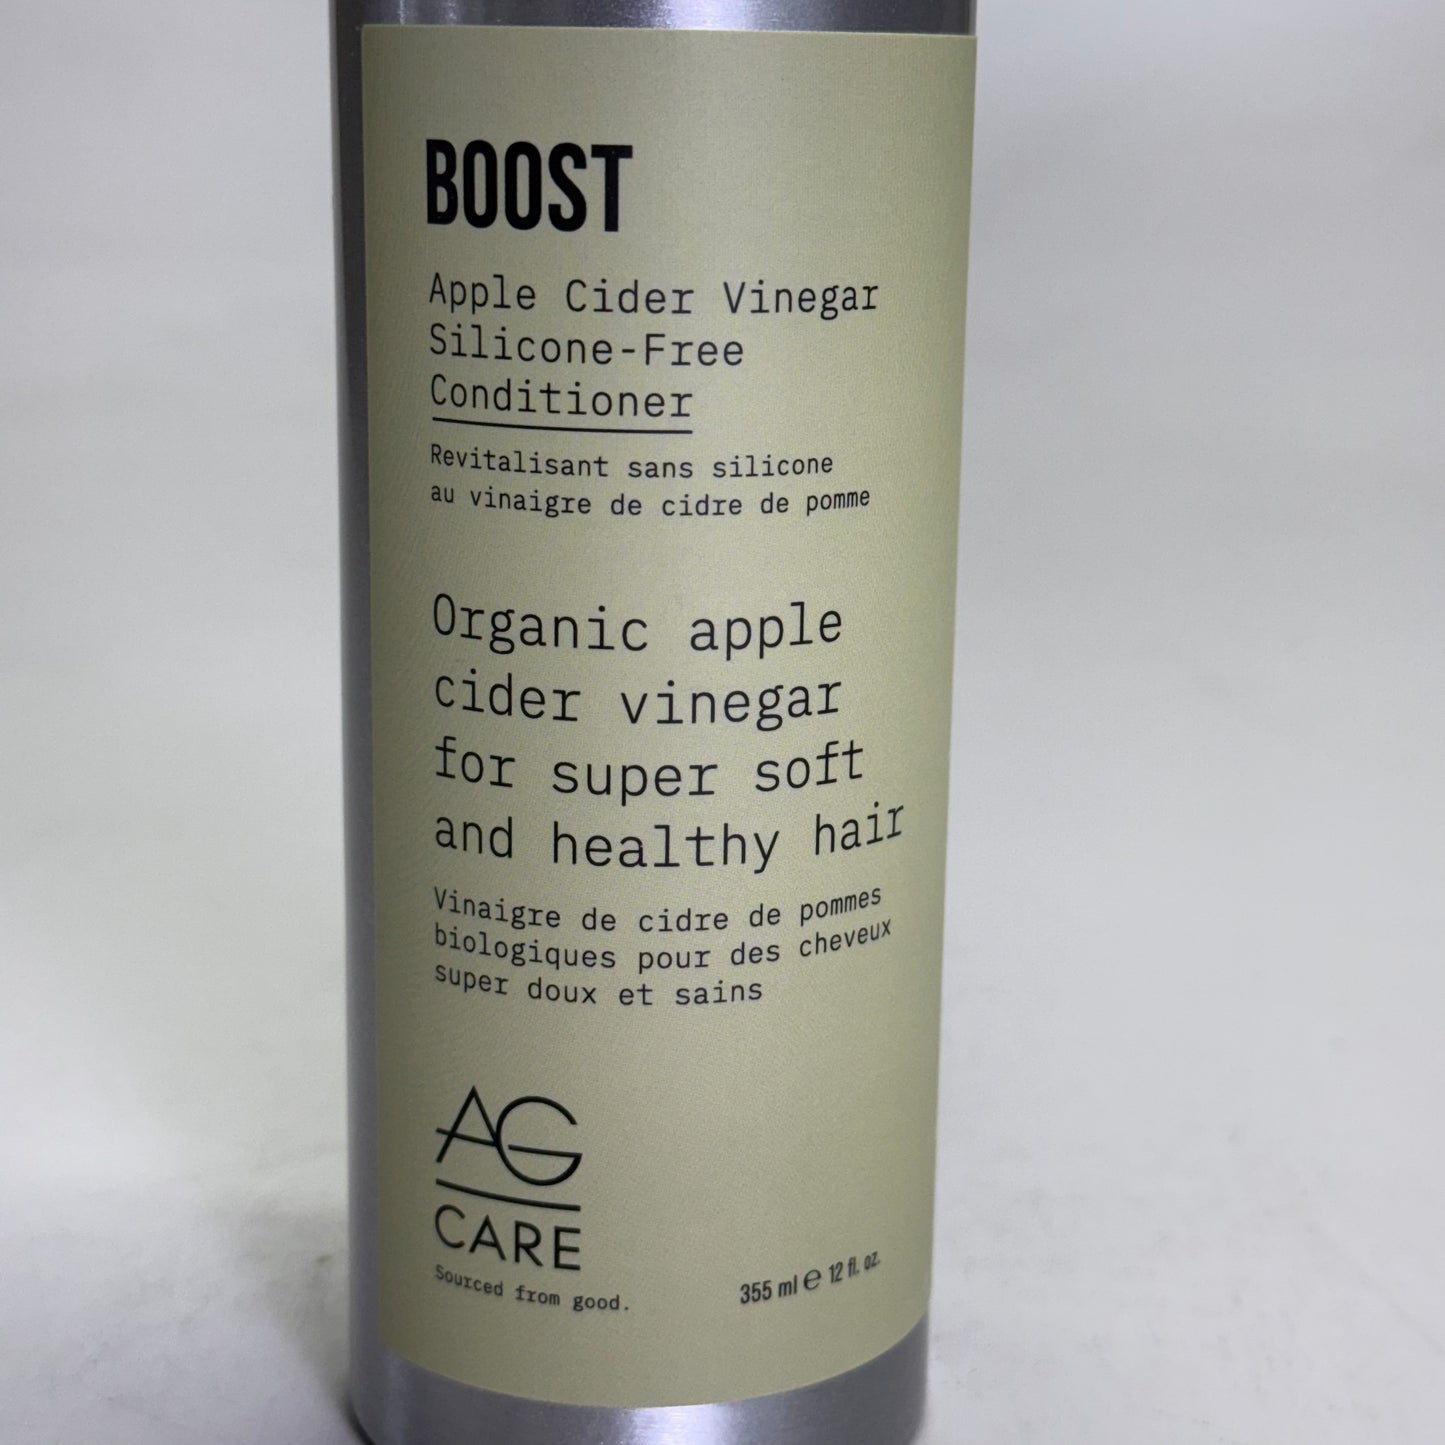 BOOST
Apple Cider Vinegar
Silicone-Free
Conditioner
Revitalisant sans silicone
au vinaigre de cidre de pomme
Organic apple
cider vinegar
for super soft
and healthy hair
Vinaigre de cidre de pommes
biologiques pour des cheveux
super doux et sains
AG
CARE
Sourced from good.
355 ml ℮ 12 fl. oz.